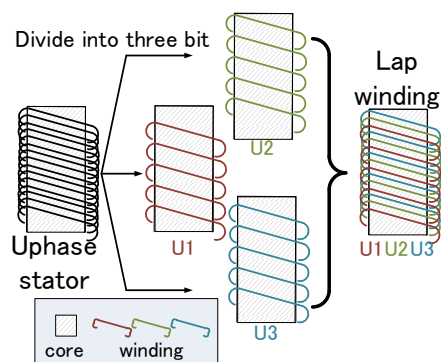 Divide into three bit
U2
Lap
winding
U1
Uphase
stator
U1 U2 U3
U3
core
winding